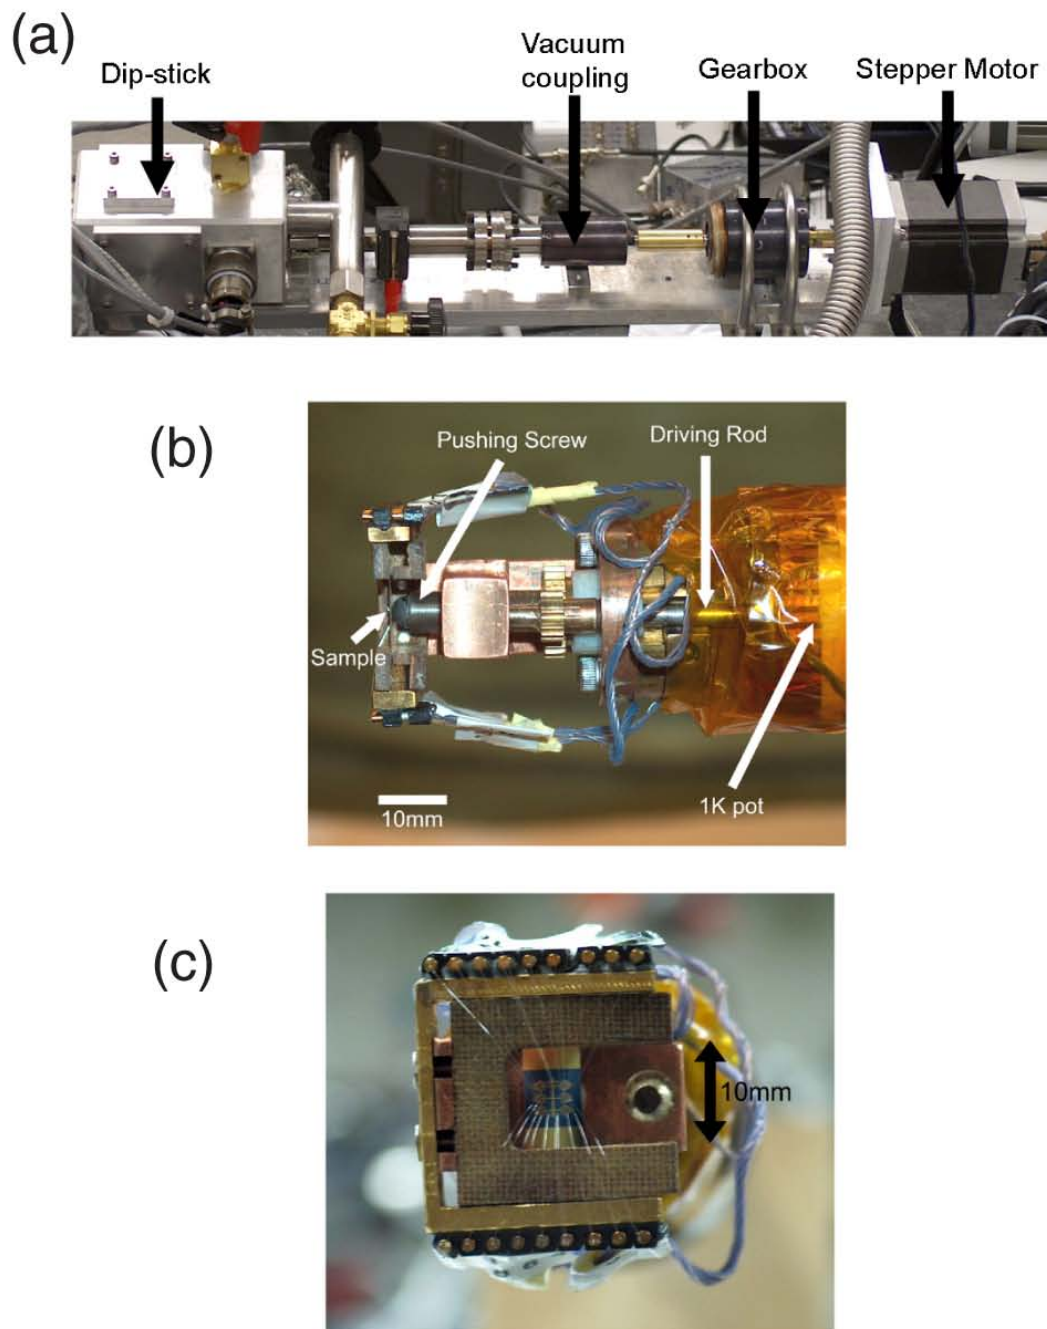 (a)
Dip-stick
Vacuum
coupling
Gearbox
Stepper Motor
(b)
Pushing Screw
Driving Rod
Sample
1K pot
10mm
(c)
10mm